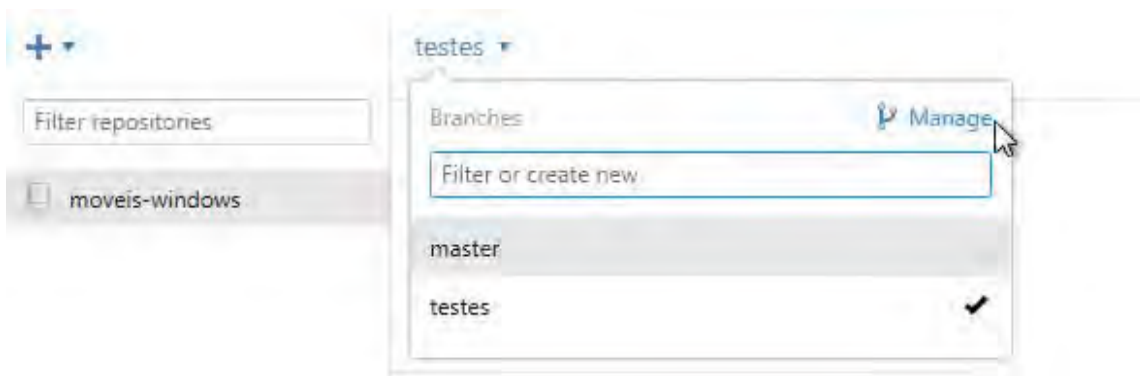 testes
Filter repositories
moveis-windows
Branches
Manage
Filter or create new
master
testes